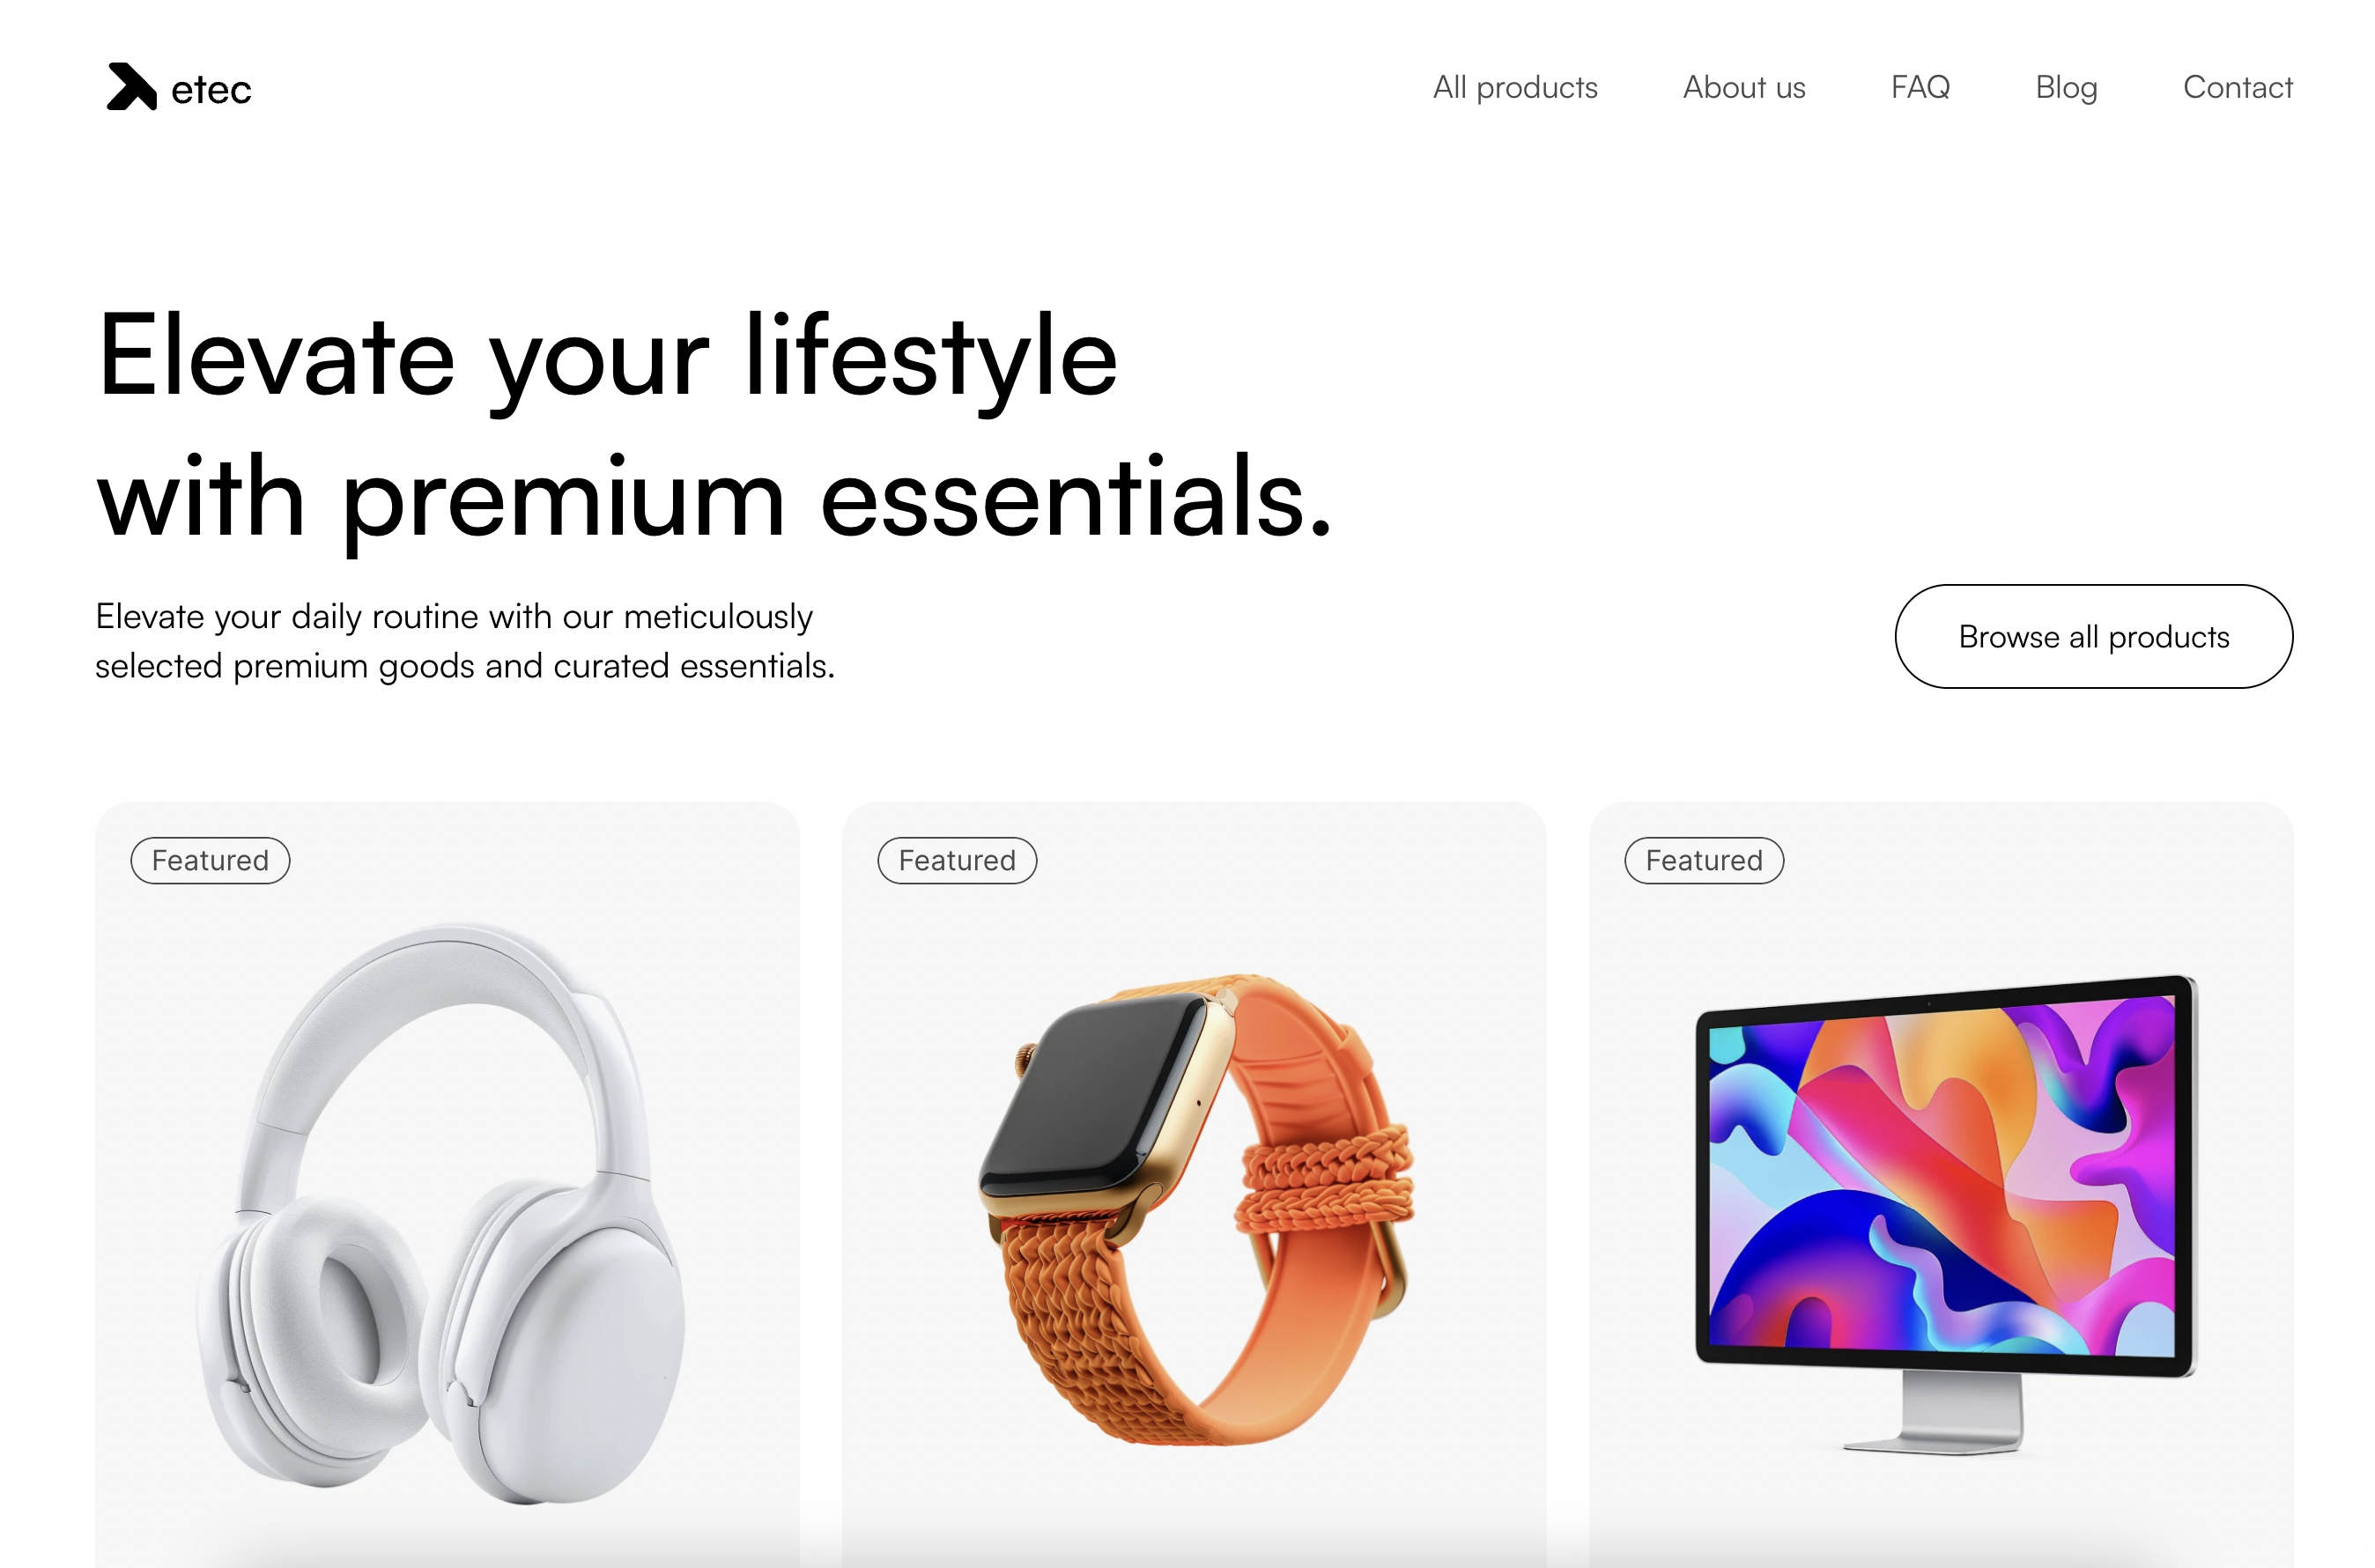 etec
All products
About us
FAQ
Blog
Contact
Elevate your lifestyle
with premium essentials.
Elevate your daily routine with our meticulously
selected premium goods and curated essentials.
Browse all products
Featured
Featured
Featured